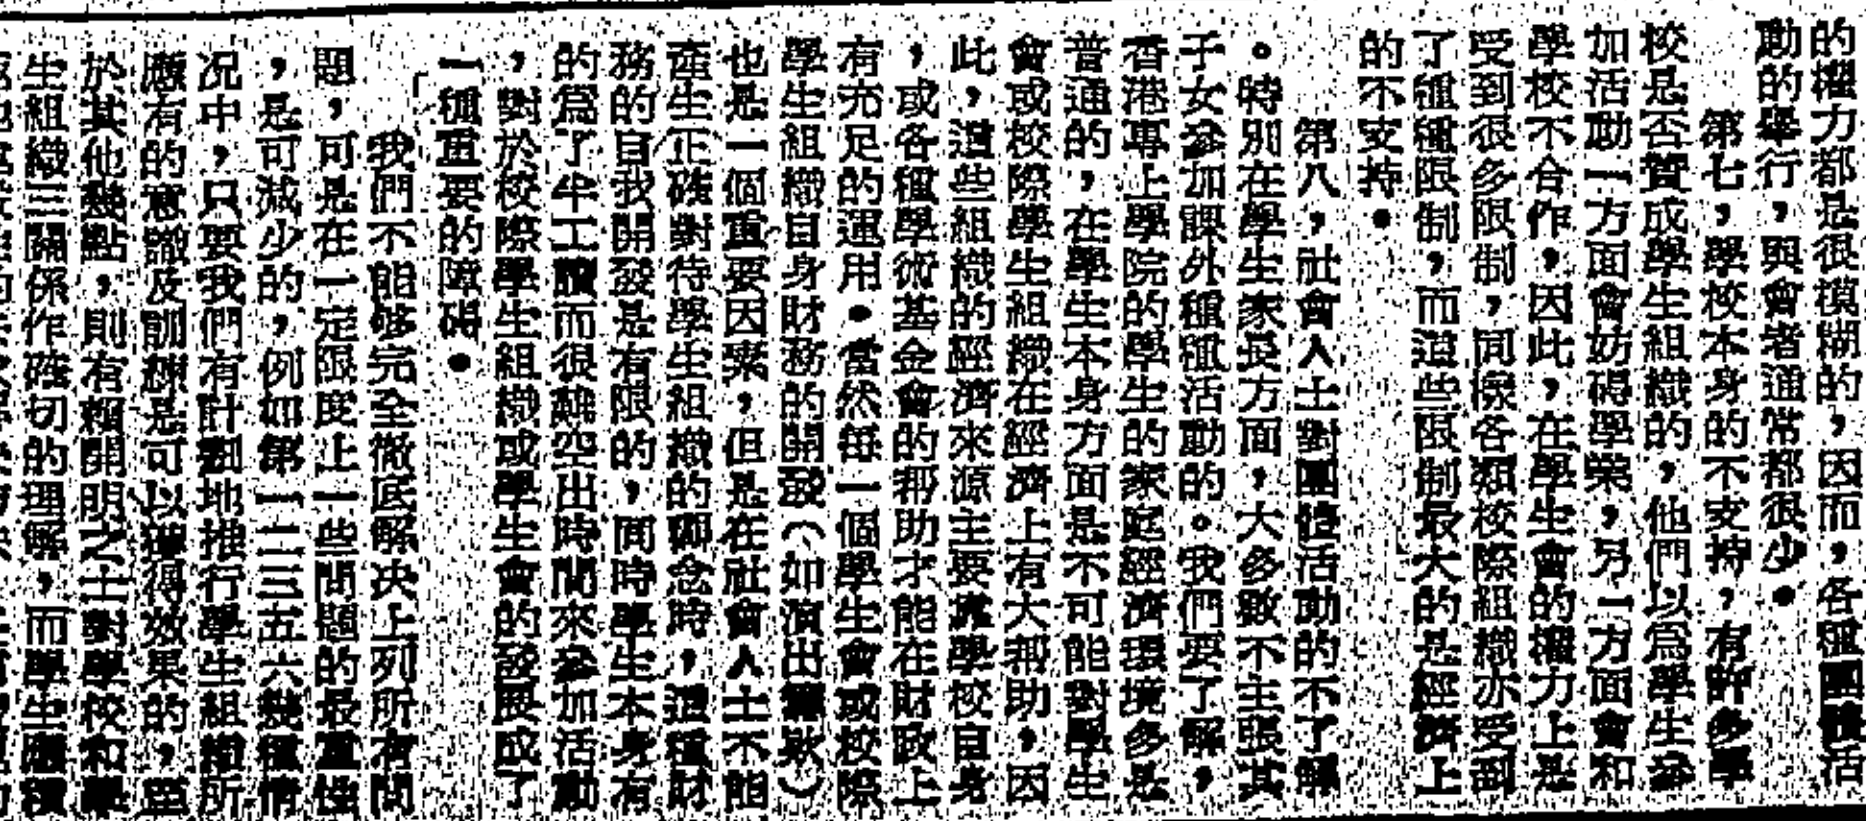 的權力都是很模糊的，因而，各種團體活
動的舉行，與會者通常都很少。
第七，學校本身的不支持，有許多學
校是否贊成學生組織的，他們以為學生參
加活動一方面會妨碍學業，另一方面會和
學校不合作，因此，在學生會的權力上是
受到很多限制，同樣各類校際組織亦受到
了種種限制，而這些限制最大的是經濟上
的不支持。
第八，社會人士對團體活動的不了解
。特別在學生家長方面，大多數不主張其
子女參加課外種種活動的。我們要了解，
香港專上學院的學生的家庭經濟環境多是
普通的，在學生本身方面是不可能對學生
會或校際學生組織在經濟上有大幫助，因
此，這些組織的經濟來源主要靠學校自身
，或各種學術基金會的幫助才能在財政上
有充足的運用。當然每一個學生會或校際
學生組織自身財務的開發（如演出籌款）
也是一個重要因素，但是在社會人士不能
產生正確對待學生組織的觀念時，這種財
務的自我開發是有限的，同時學生本身有
的為了半工讀而很難空出時間來參加活動
，對於校際學生組織或學生會的發展成了
一種重要的障碍。
我們不能够完全徹底解决上列所有問
題，可是在一定限度上一些問題的嚴重性
，是可減少的，例如第一二三五六幾種情
况中，只要我們有計劃地推行學生組織所
應有的意識及訓練是可以獲得效果的，至
於其他幾點，則有賴開明之士對學校和學
生組織三關係作確切的理解，而學生應積